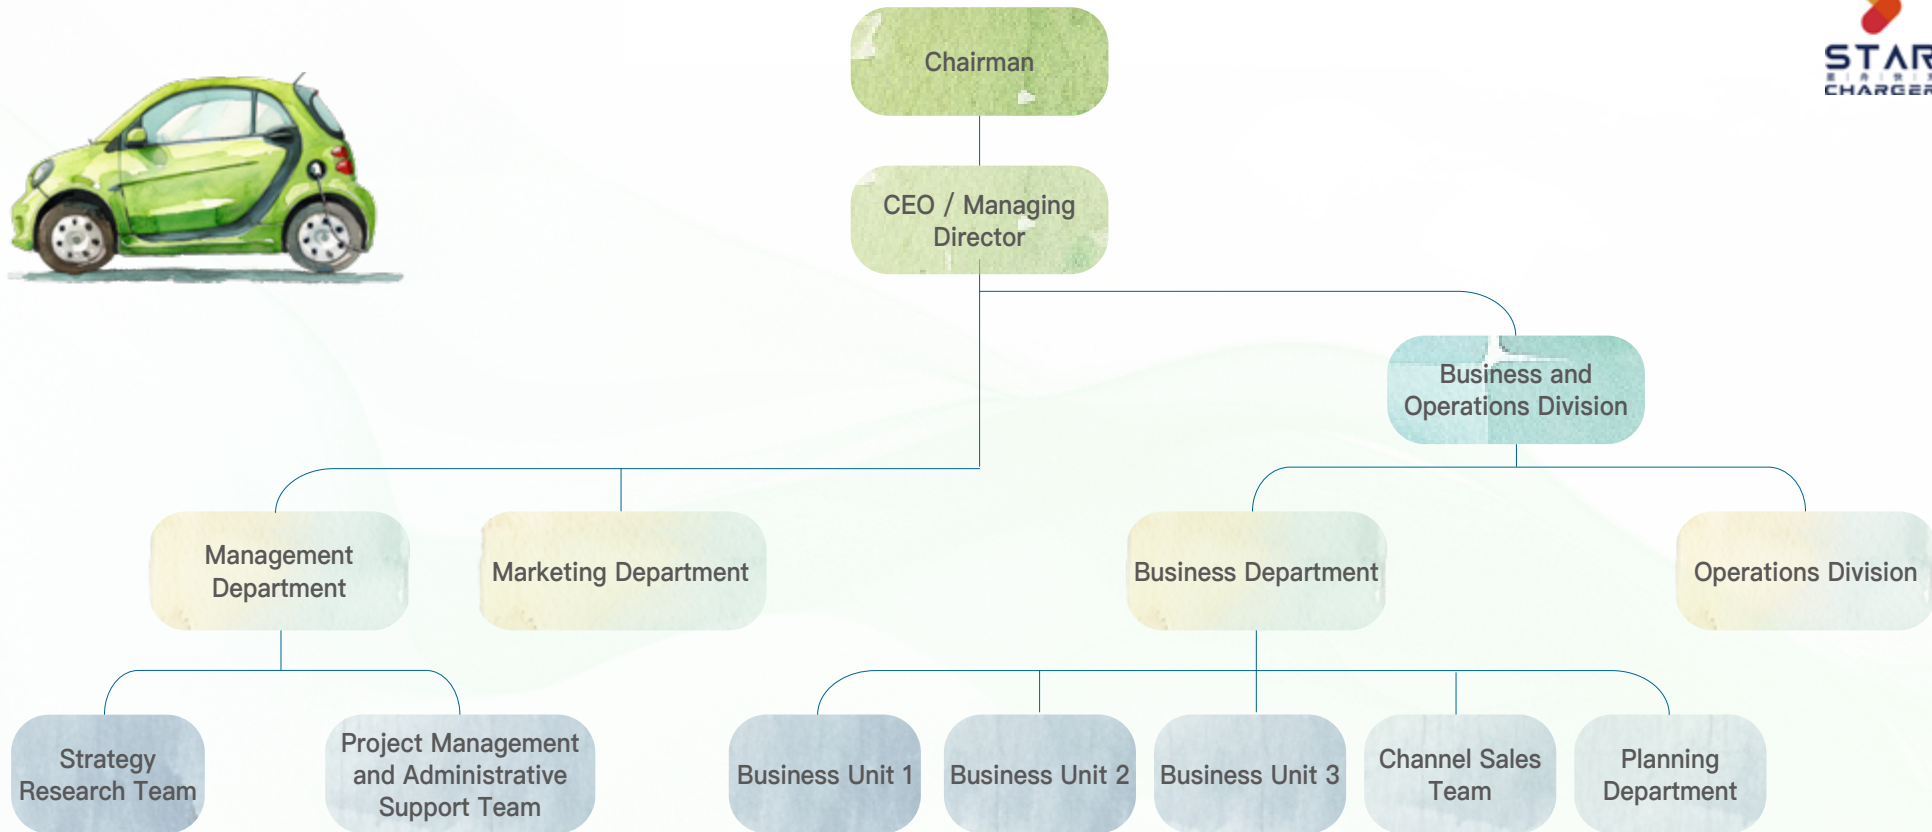 Chairman
STAR
CHARGER
CEO / Managing
Director
Business and
Operations Division
Management
Department
Marketing Department
Business Department
Operations Division
Strategy
Research Team
Project Management
and Administrative
Support Team
Business Unit 1
Business Unit 2
Business Unit 3
Channel Sales
Team
Planning
Department